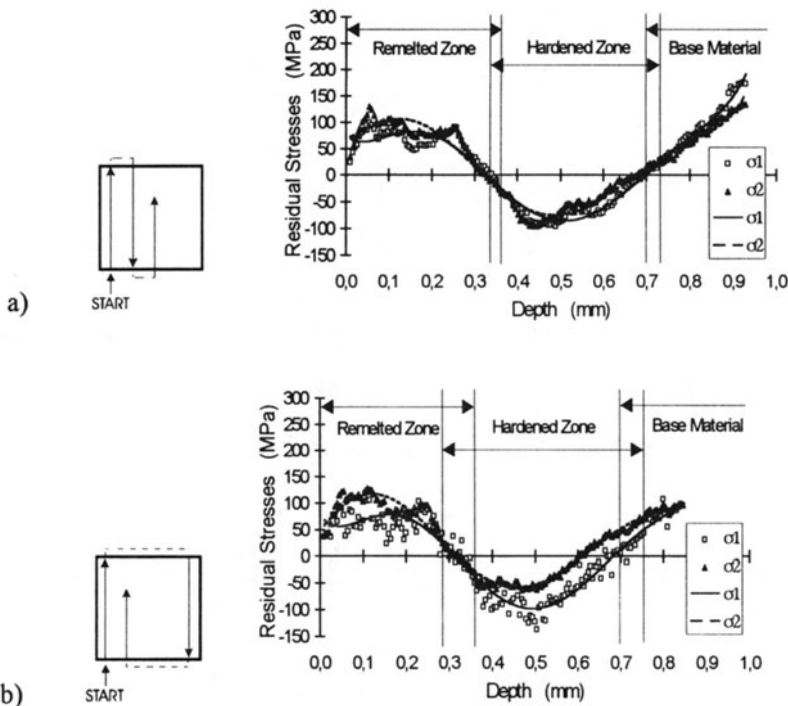 300
250
200
150
100
50
0
-50
-100
-150
Residual Stresses (MPa)
Remelted Zone
Hardened Zone
Base Material
σ1
σ2
σ1
σ2
0,0 0,1 0,2 0,3 0,4 0,5 0,6 0,7 0,8 0,9 1,0
Depth (mm)
a)
START
300
250
200
150
100
50
0
-50
-100
-150
Residual Stresses (MPa)
Remelted Zone
Hardened Zone
Base Material
σ1
σ2
σ1
σ2
0,0 0,1 0,2 0,3 0,4 0,5 0,6 0,7 0,8 0,9 1,0
Depth (mm)
b)
START